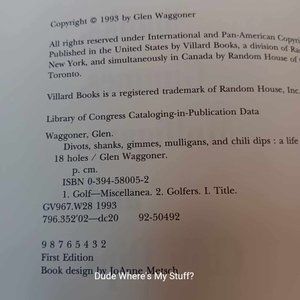 Copyright © 1993 by Glen Waggoner
All rights reserved under International and Pan-American Copyri
Published in the United States by Villard Books, a division of Ra
New York, and simultaneously in Canada by Random House of
Toronto.
Villard Books is a registered trademark of Random House, Inc.
Library of Congress Cataloging-in-Publication Data
Waggoner, Glen.
Divots, shanks, gimmes, mulligans, and chili dips : a life
18 holes / Glen Waggoner.
p. cm.
ISBN 0-394-58005-2
1. Golf—Miscellanea. 2. Golfers. I. Title.
GV967.W28 1993
796.352'02—dc20 92-50492
9 8 7 6 5 4 3 2
First Edition
Book design by JoAnne Metsch
Dude Where's My Stuff?